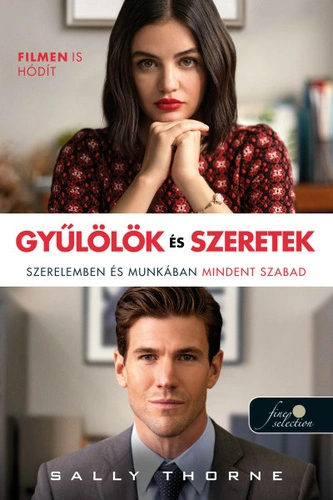 FILMEN IS
HÓDÍT
GYŰLÖLÖK ÉS SZERETEK
SZERELEMBEN ÉS MUNKÁBAN MINDENT SZABAD
fine
selection
SALLY THORNE